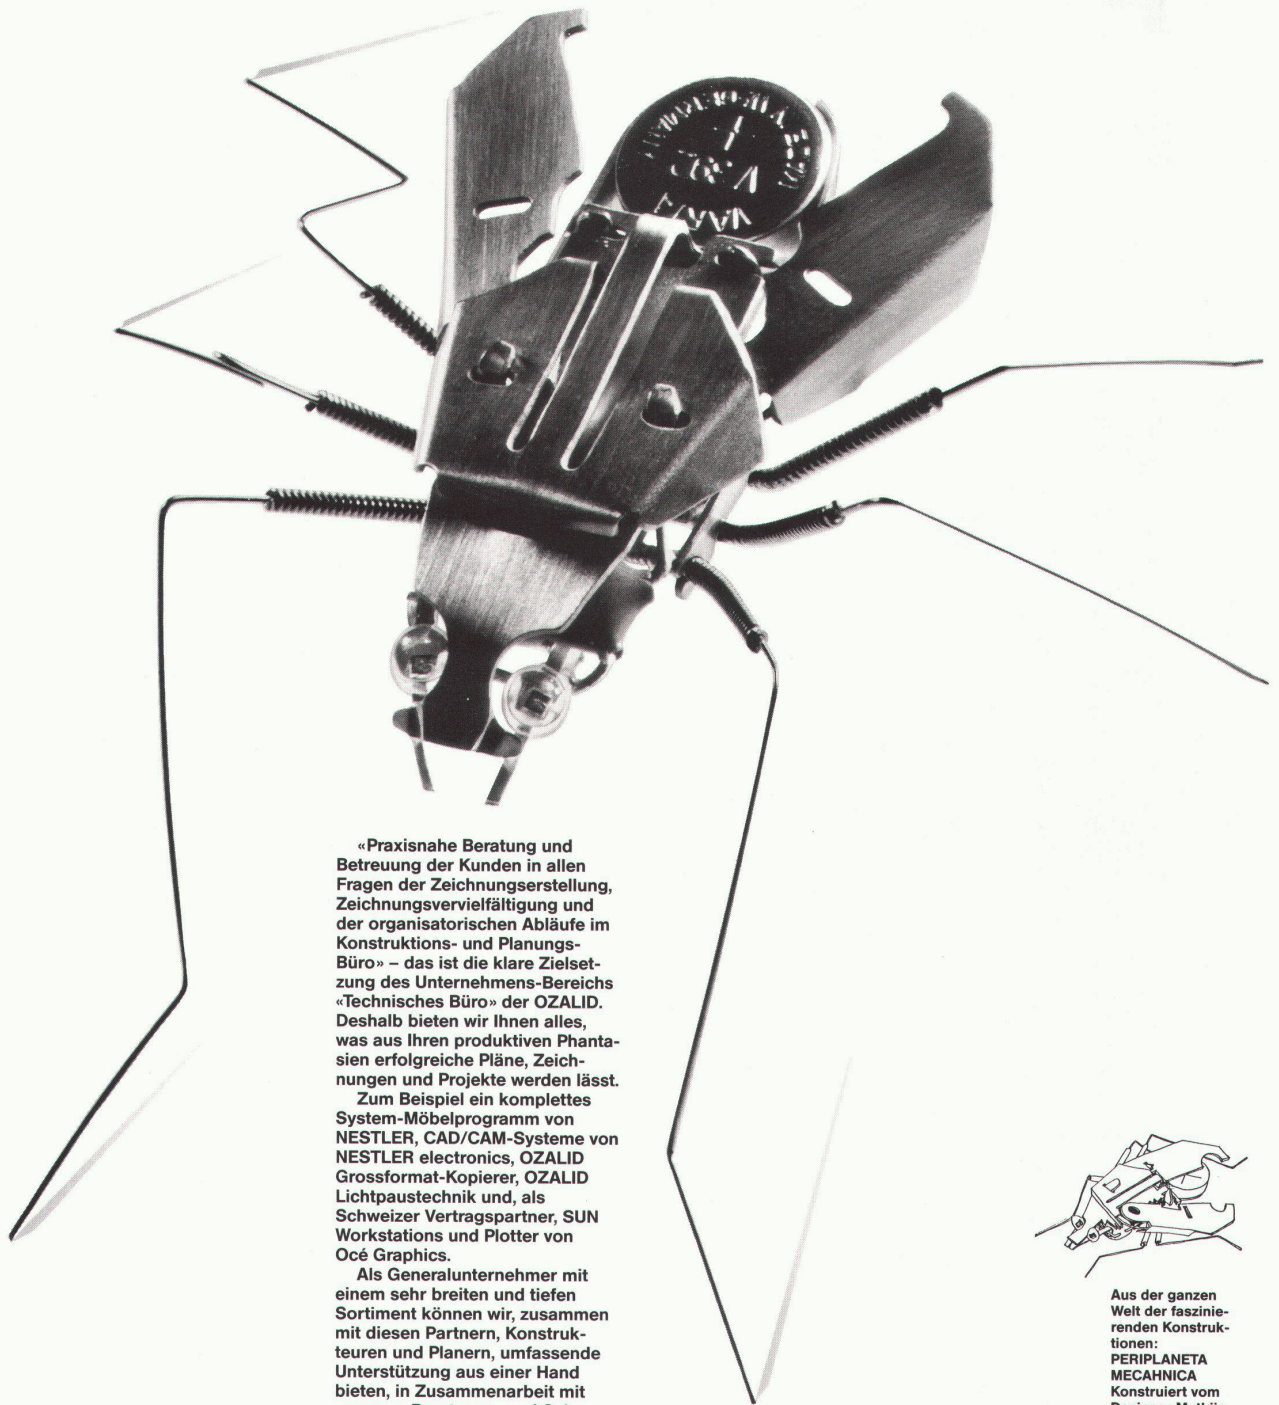 VARTA
V 392
«Praxisnahe Beratung und
Betreuung der Kunden in allen
Fragen der Zeichnungserstellung,
Zeichnungsvervielfältigung und
der organisatorischen Abläufe im
Konstruktions- und Planungs-
Büro» – das ist die klare Zielset-
zung des Unternehmens-Bereichs
«Technisches Büro» der OZALID.
Deshalb bieten wir Ihnen alles,
was aus Ihren produktiven Phanta-
sien erfolgreiche Pläne, Zeich-
nungen und Projekte werden lässt.
Zum Beispiel ein komplettes
System-Möbelprogramm von
NESTLER, CAD/CAM-Systeme von
NESTLER electronics, OZALID
Grossformat-Kopierer, OZALID
Lichtpaustechnik und, als
Schweizer Vertragspartner, SUN
Workstations und Plotter von
Océ Graphics.
Als Generalunternehmer mit
einem sehr breiten und tiefen
Sortiment können wir, zusammen
mit diesen Partnern, Konstruk-
teuren und Planern, umfassende
Unterstützung aus einer Hand
bieten, in Zusammenarbeit mit
Aus der ganzen
Welt der faszinie-
renden Konstruk-
tionen:
PERIPLANETA
MECAHNICA
Konstruiert vom